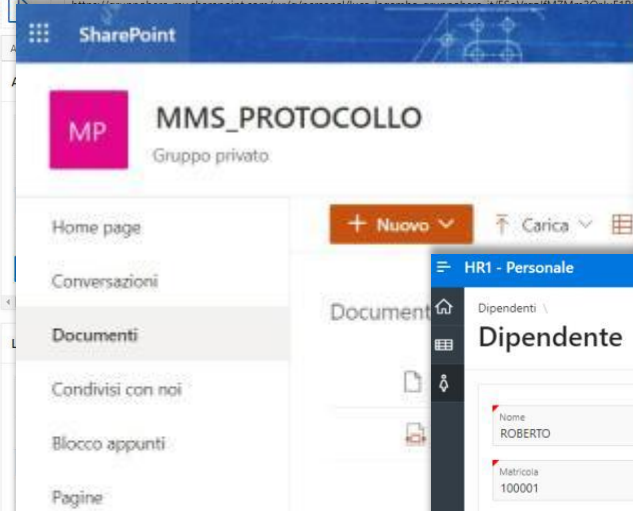 SharePoint
MP
MMS_PROTOCOLLO
Gruppo privato
Home page
Conversazioni
Documenti
Condivisi con noi
Blocco appunti
Pagine
+ Nuovo
Carica
Document
HR1 - Personale
Dipendenti \
Dipendente
Nome
ROBERTO
Matricola
100001